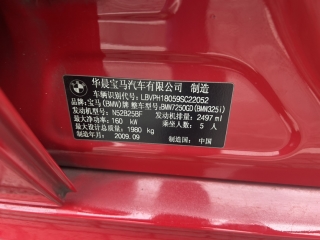 华晨宝马汽车有限公司 制造
车辆识别代号: LBVPH18059SC22052
品牌: 宝马(BMW)牌 整车型号: BMW7250GD(BMW325i)
发动机型号: N52B25BF 发动机排量: 2497 ml
最大净功率: 160 kW 乘坐人数: 5 人
最大设计总质量: 1980 kg
制造年月: 2009.09 制造国: 中国